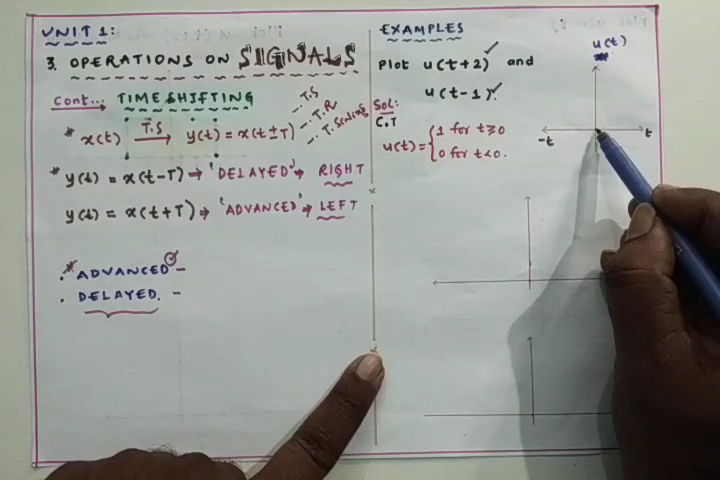 UNIT 1:
3. OPERATIONS ON SIGNALS
Cont... TIME SHIFTING
* x(t) T.S → y(t) = x(t±T)
T.S
T.R
T. Scaling
* y(t) = x(t-T) → 'DELAYED' → RIGHT
y(t) = x(t+T) → 'ADVANCED' → LEFT
* ADVANCED -
. DELAYED. -
EXAMPLES
Plot u(t+2) ✓ and
u(t-1). ✓
Sol:
C.T
u(t) = { 1 for t≥0
0 for t<0.
u(t)
-t t